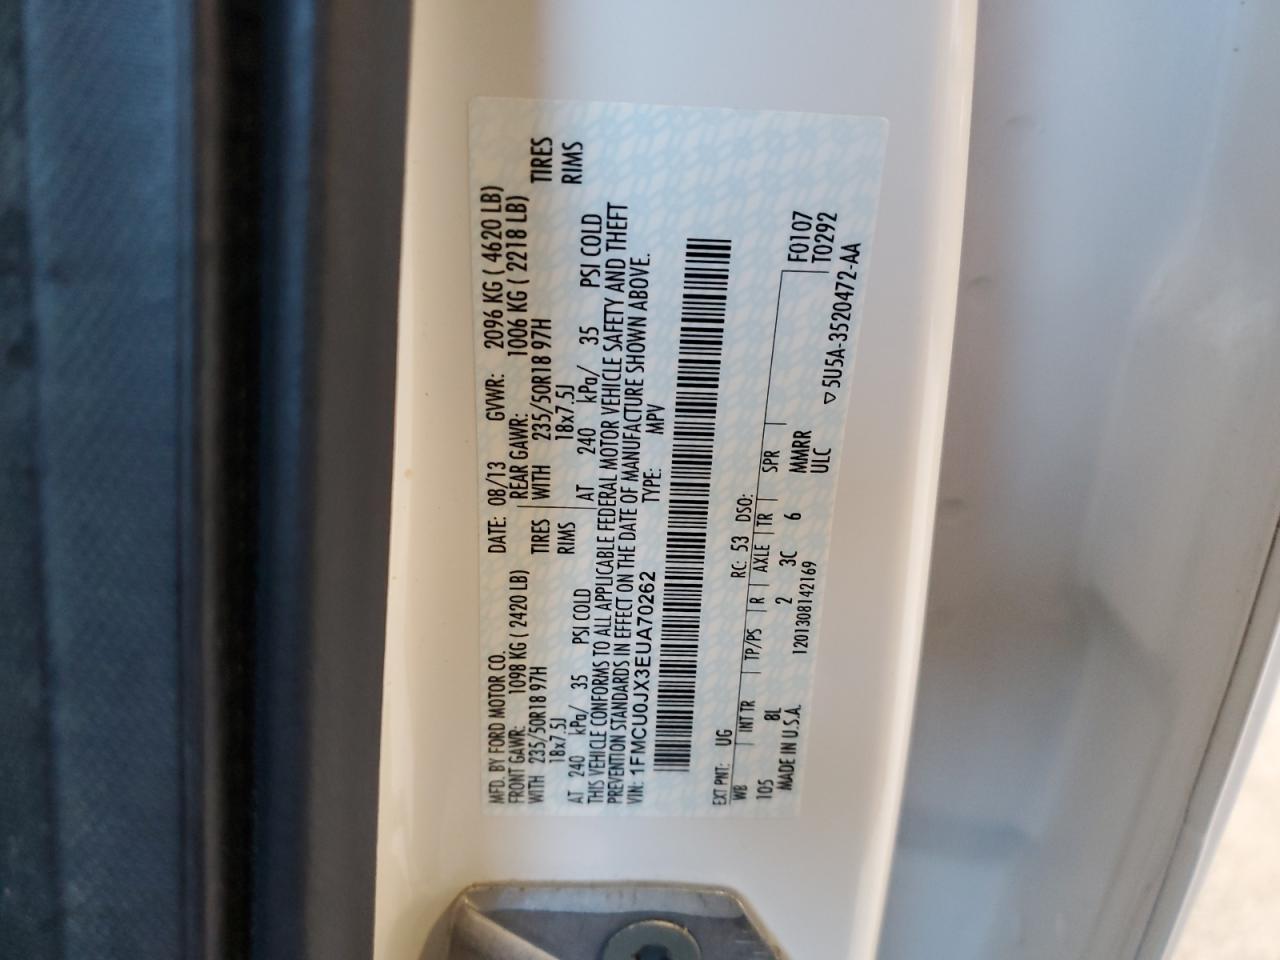 MFD. BY FORD MOTOR CO. DATE: 08/13 GVWR: 2096 KG ( 4620 LB)
FRONT GAWR: 1098 KG ( 2420 LB) REAR GAWR: 1006 KG ( 2218 LB)
WITH 235/50R18 97H TIRES WITH 235/50R18 97H TIRES
18x7.5J RIMS 18x7.5J RIMS
AT 240 kPa/ 35 PSI COLD AT 240 kPa/ 35 PSI COLD
THIS VEHICLE CONFORMS TO ALL APPLICABLE FEDERAL MOTOR VEHICLE SAFETY AND THEFT
PREVENTION STANDARDS IN EFFECT ON THE DATE OF MANUFACTURE SHOWN ABOVE.
VIN: 1FMCU0JX3EUA70262 TYPE: MPV
EXT PNT: UG RC: 53 DSO:
WB INT TR TP/PS R AXLE TR SPR F0107
105 8L 2 3C 6 MMRR T0292
MADE IN U.S.A. 1201308142169 ULC ▽5U5A-3520472-AA